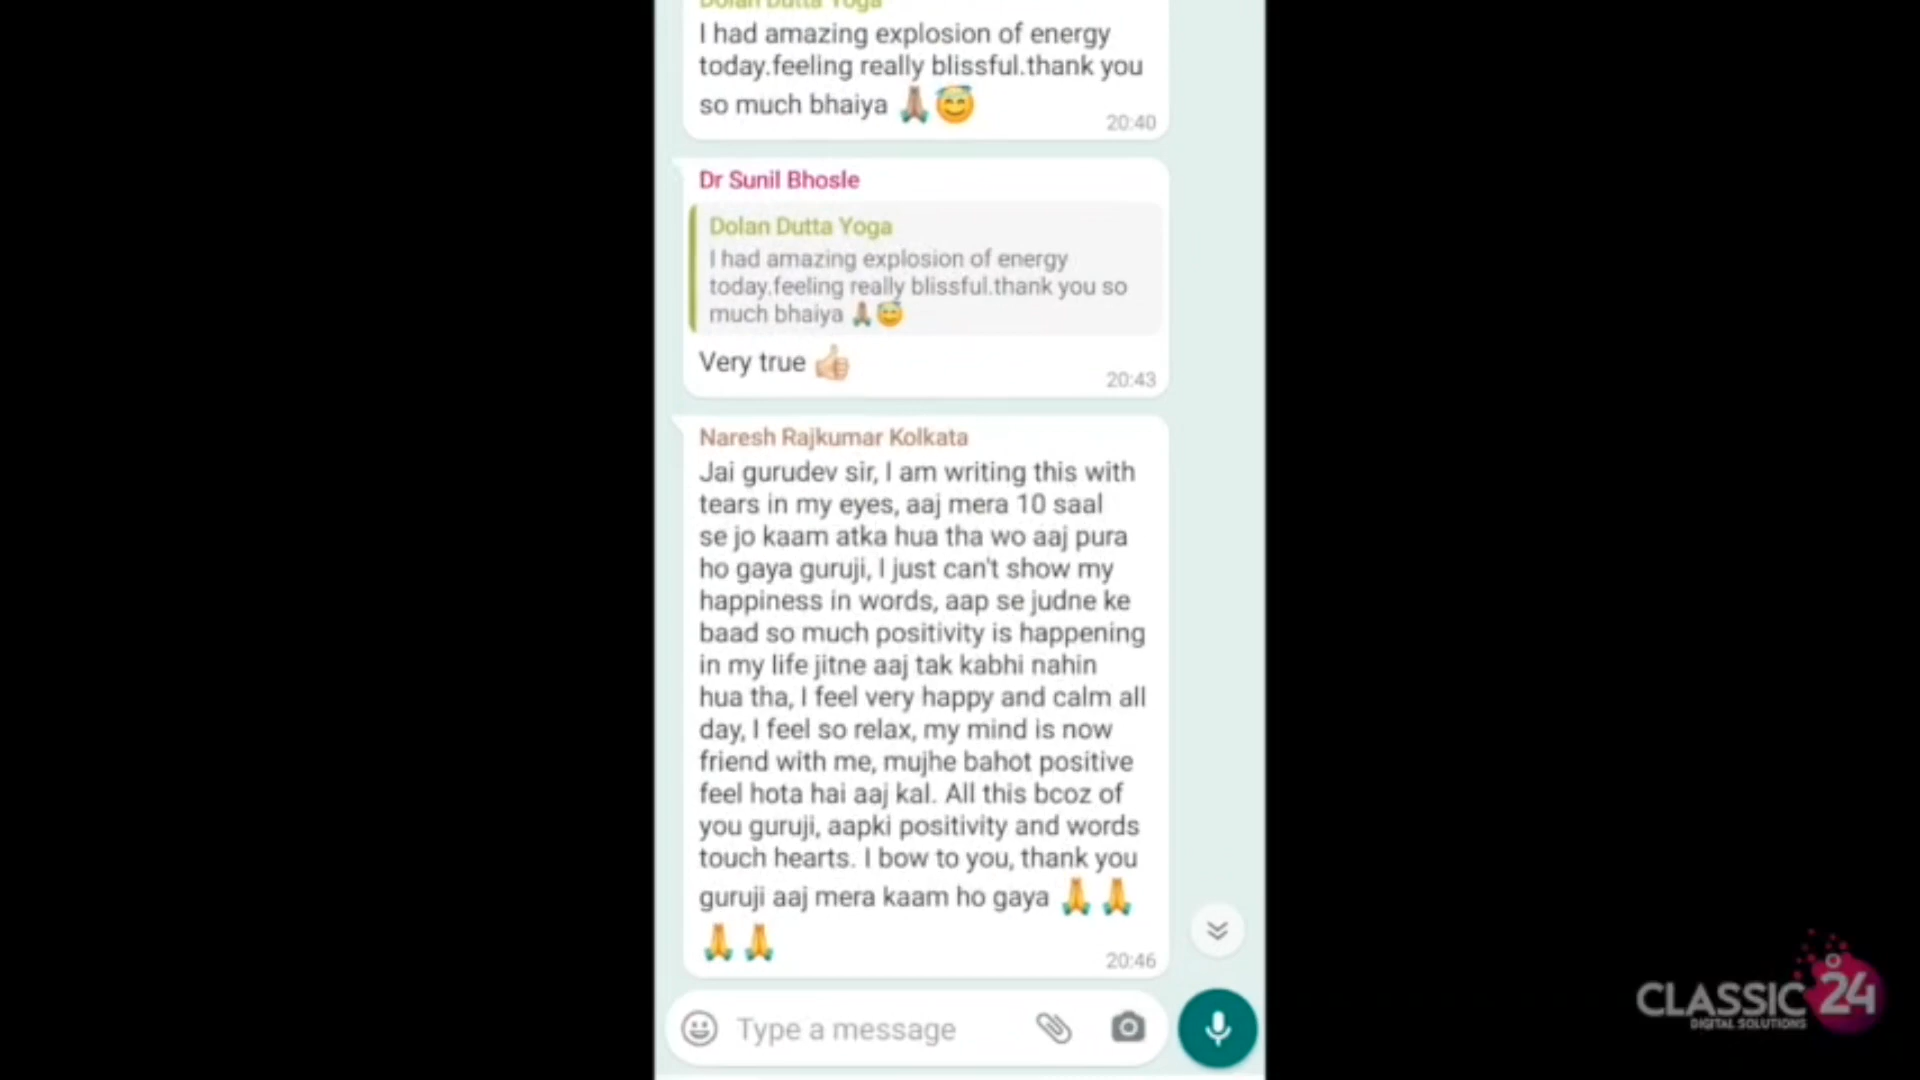 Dolan Dutta Yoga
I had amazing explosion of energy
today.feeling really blissful.thank you
so much bhaiya 🙏🏽😇
20:40
Dr Sunil Bhosle
Dolan Dutta Yoga
I had amazing explosion of energy
today.feeling really blissful.thank you so
much bhaiya 🙏🏽😇
Very true 👍🏻
20:43
Naresh Rajkumar Kolkata
Jai gurudev sir, I am writing this with
tears in my eyes, aaj mera 10 saal
se jo kaam atka hua tha wo aaj pura
ho gaya guruji, I just can't show my
happiness in words, aap se judne ke
baad so much positivity is happening
in my life jitne aaj tak kabhi nahin
hua tha, I feel very happy and calm all
day, I feel so relax, my mind is now
friend with me, mujhe bahot positive
feel hota hai aaj kal. All this bcoz of
you guruji, aapki positivity and words
touch hearts. I bow to you, thank you
guruji aaj mera kaam ho gaya 🙏🙏
🙏🙏
20:46
Type a message
CLASSIC 24
DIGITAL SOLUTIONS